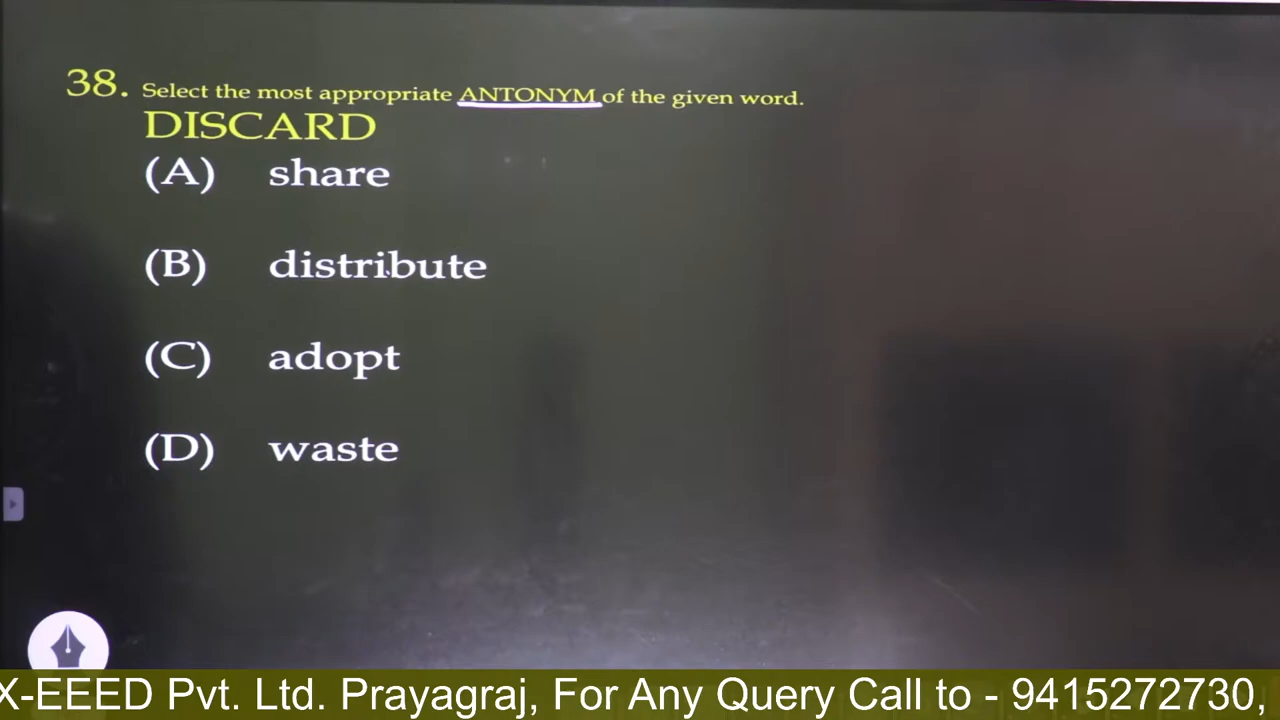 38. Select the most appropriate ANTONYM of the given word.
DISCARD
(A) share
(B) distribute
(C) adopt
(D) waste
X-EEED Pvt. Ltd. Prayagraj, For Any Query Call to - 9415272730,